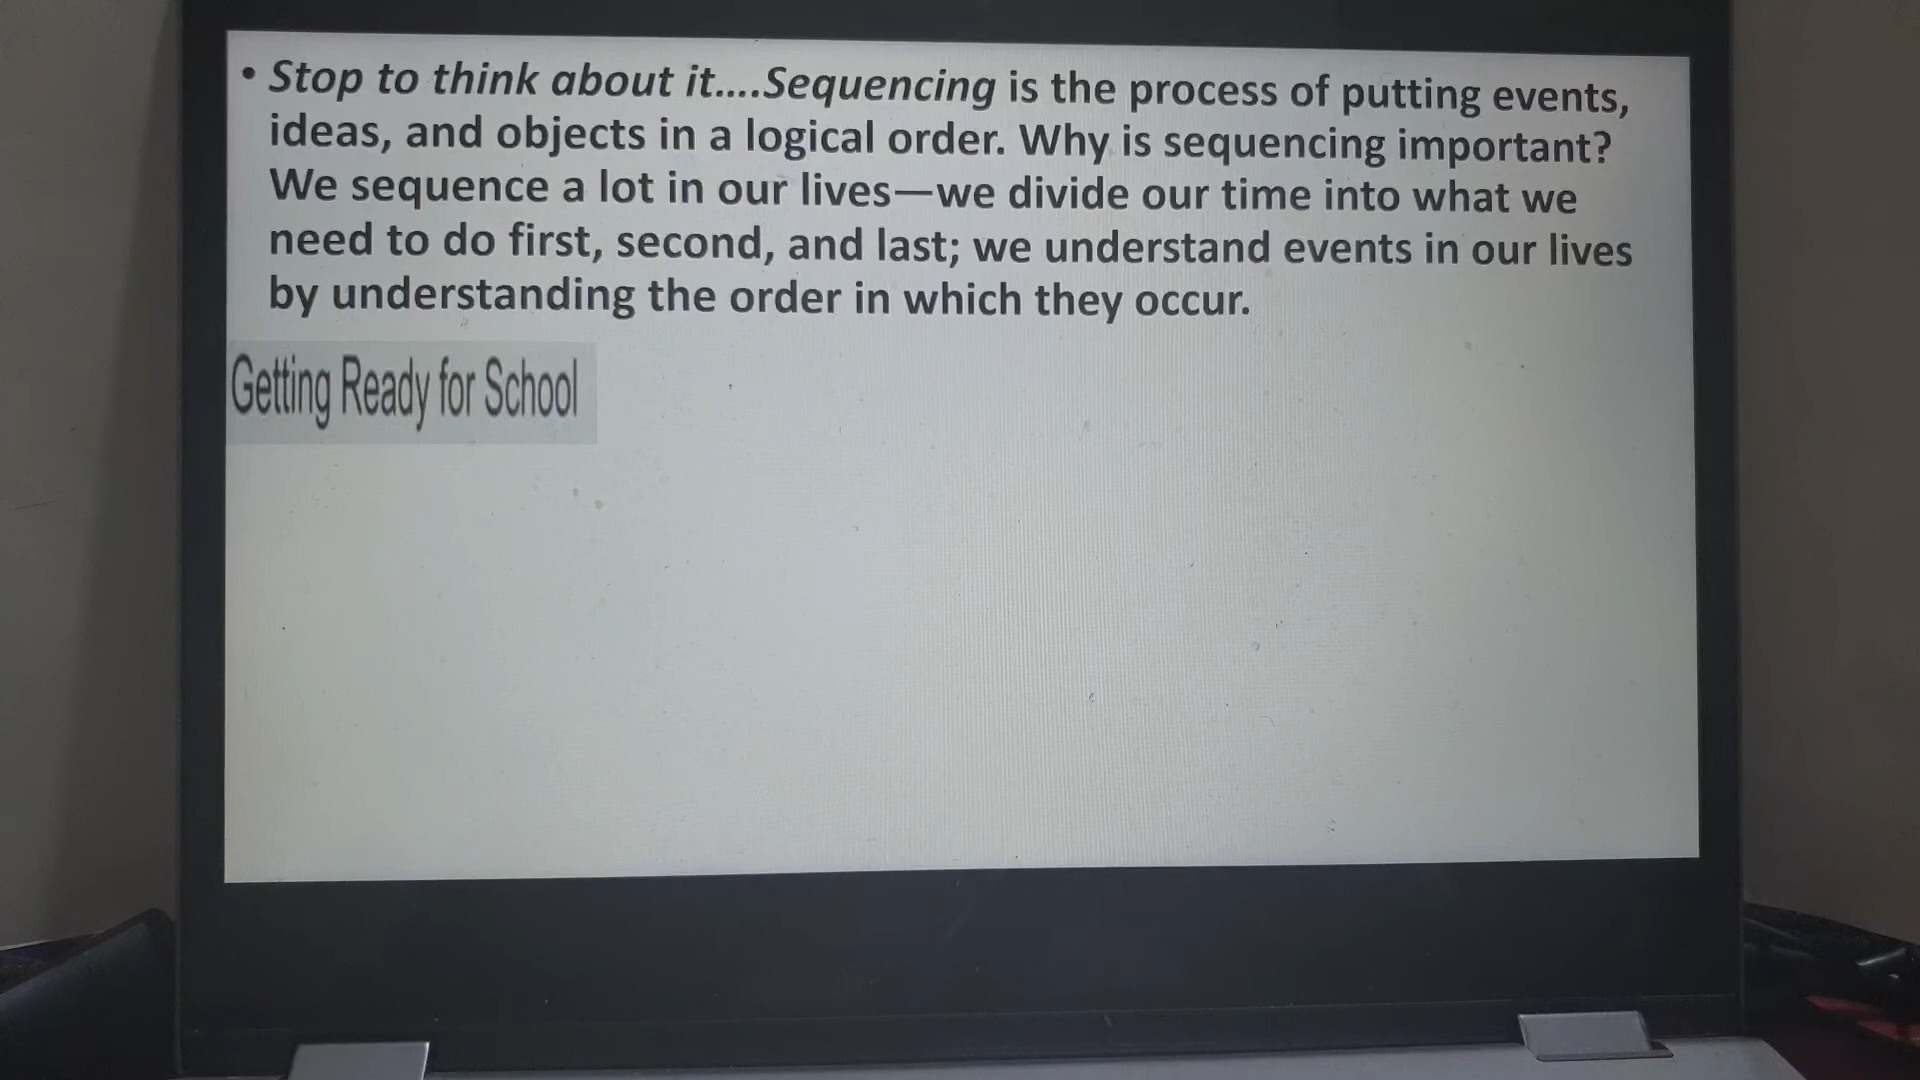 • Stop to think about it....Sequencing is the process of putting events,
ideas, and objects in a logical order. Why is sequencing important?
We sequence a lot in our lives—we divide our time into what we
need to do first, second, and last; we understand events in our lives
by understanding the order in which they occur.
Getting Ready for School